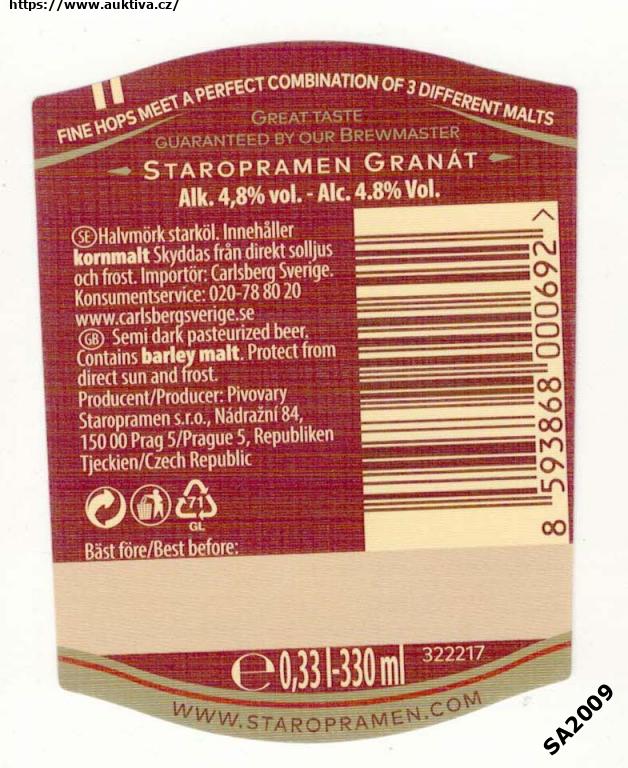 https://www.auktiva.cz/
FINE HOPS MEET A PERFECT COMBINATION OF 3 DIFFERENT MALTS
GREAT TASTE
GUARANTEED BY OUR BREWMASTER
STAROPRAMEN GRANÁT
Alk. 4,8% vol. - Alc. 4.8% Vol.
SE Halvmörk starköl. Innehåller
kornmalt Skyddas från direkt solljus
och frost. Importör: Carlsberg Sverige.
Konsumentservice: 020-78 80 20
www.carlsbergsverige.se
GB Semi dark pasteurized beer.
Contains barley malt. Protect from
direct sun and frost.
Producent/Producer: Pivovary
Staropramen s.r.o., Nádražní 84,
150 00 Prag 5/Prague 5, Republiken
Tjeckien/Czech Republic
71
GL
Bäst före/Best before:
8 593868 000692 >
e 0,33 l-330 ml
322217
WWW.STAROPRAMEN.COM
SA2009